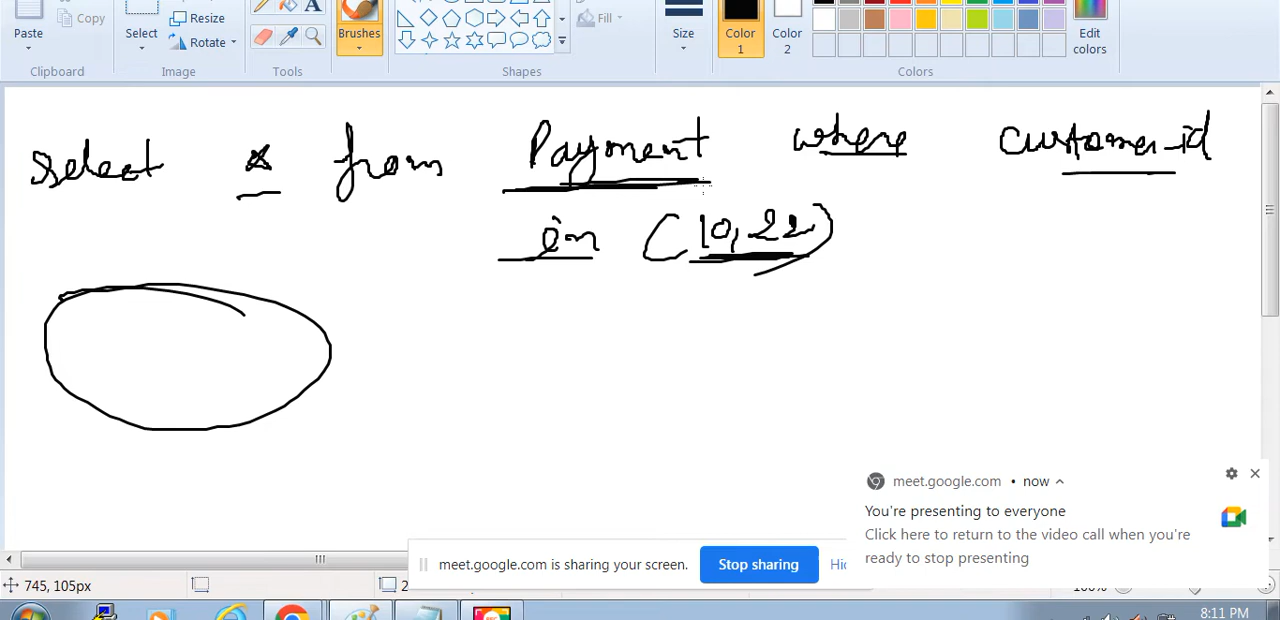 Paste
Copy
Clipboard
Select
Resize
Rotate
Image
A
Tools
Brushes
Shapes
Fill
Size
Color 1
Color 2
Edit colors
Colors
select * from Payment where customer_id
in (10,22)
meet.google.com • now
You're presenting to everyone
Click here to return to the video call when you're
ready to stop presenting
meet.google.com is sharing your screen.
Stop sharing
745, 105px
8:11 PM